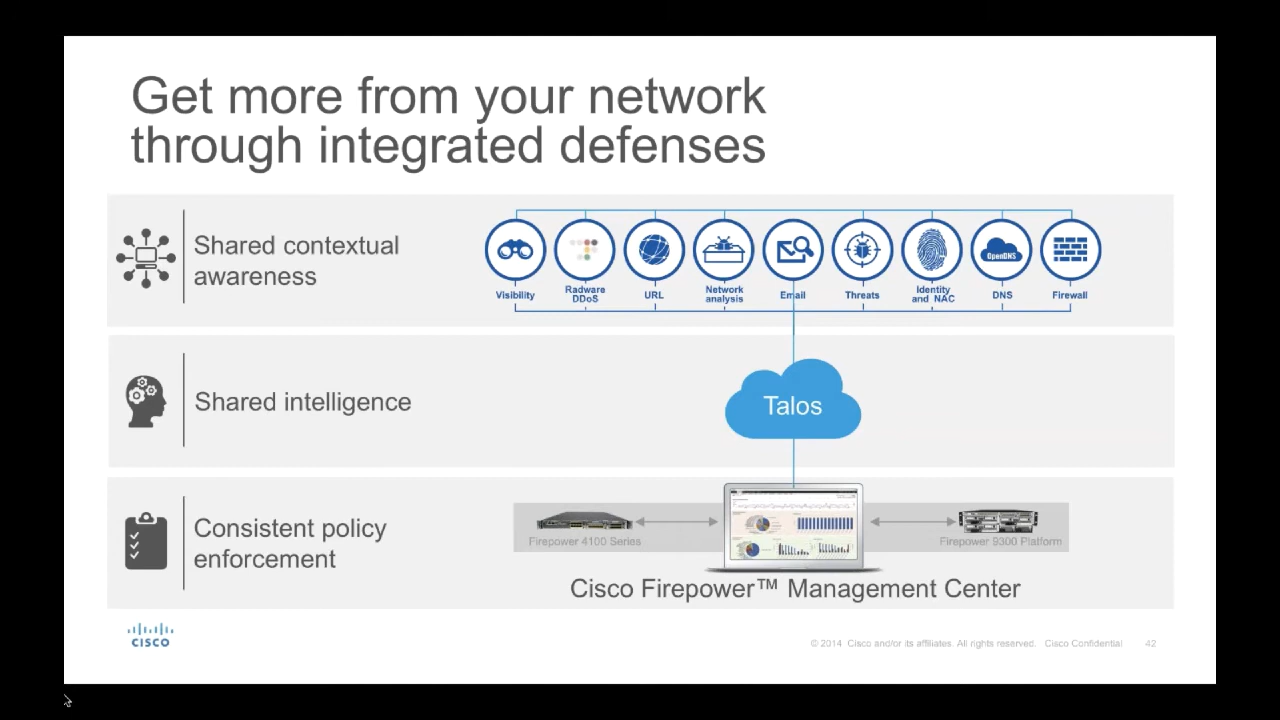 Get more from your network
through integrated defenses
Shared contextual
awareness
Visibility
Radware
DDoS
URL
Network
analysis
Email
Threats
Identity
and NAC
OpenDNS
DNS
Firewall
Shared intelligence
Talos
Consistent policy
enforcement
Firepower 4100 Series
Firepower 9300 Platform
Cisco Firepower™ Management Center
CISCO
© 2014 Cisco and/or its affiliates. All rights reserved. Cisco Confidential 42